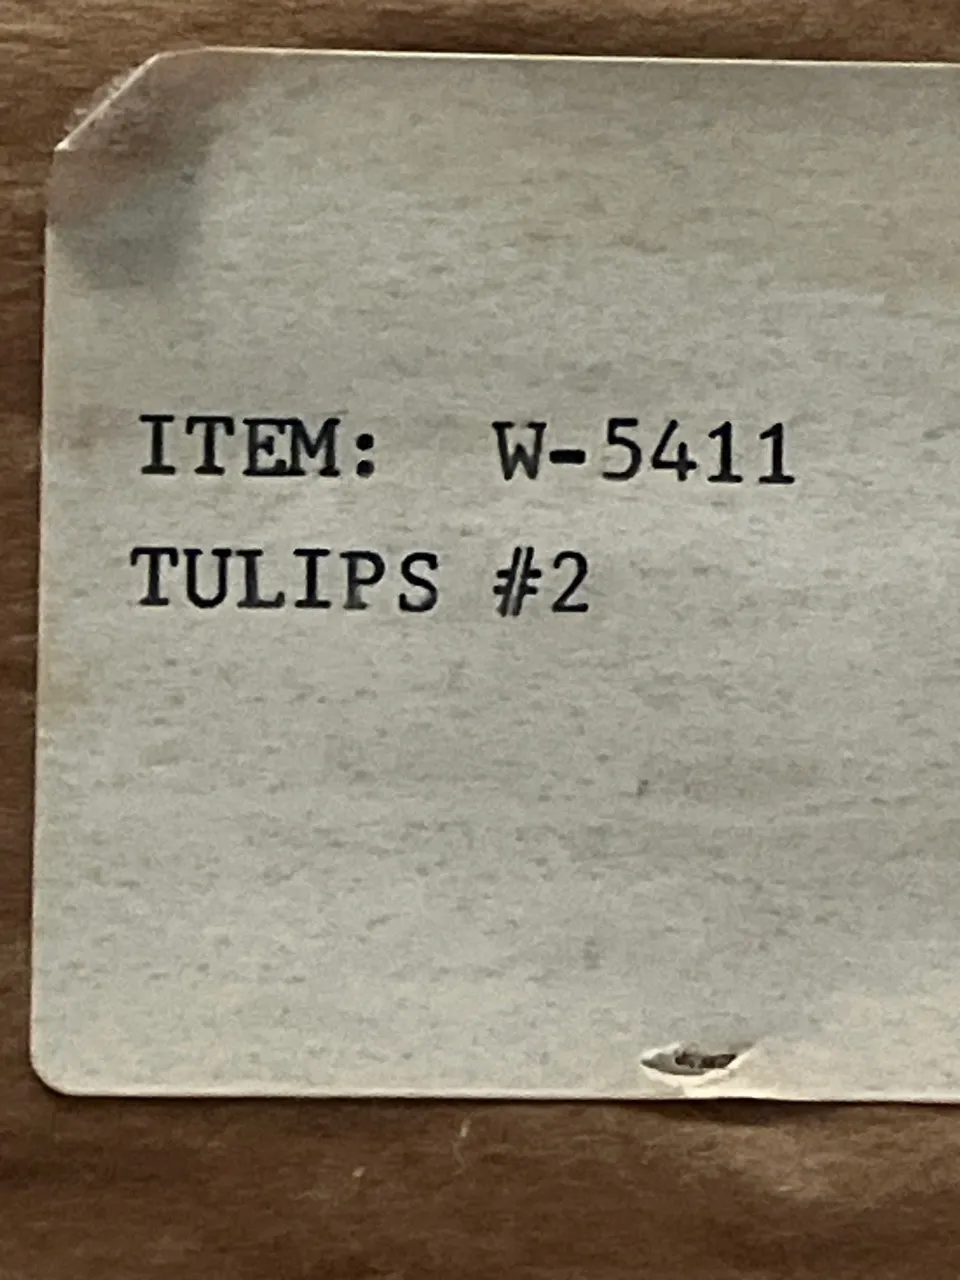 ITEM: W-5411
TULIPS #2